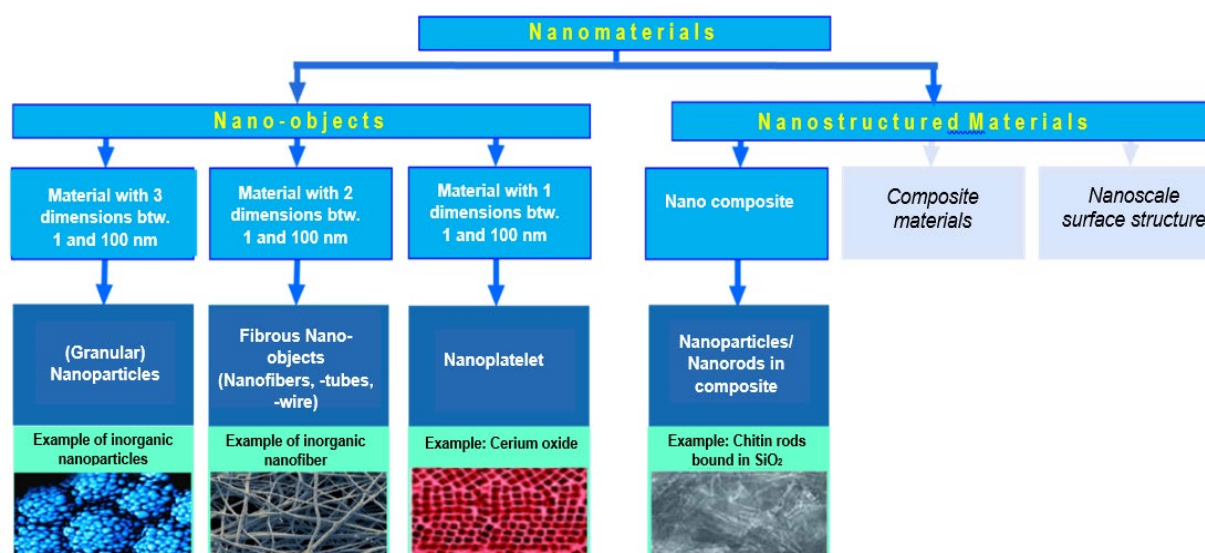 Nanomaterials
Nano-objects
Nanostructured Materials
Material with 3
dimensions btw.
1 and 100 nm
Material with 2
dimensions btw.
1 and 100 nm
Material with 1
dimensions btw.
1 and 100 nm
Nano composite
Composite
materials
Nanoscale
surface structure
(Granular)
Nanoparticles
Fibrous Nano-
objects
(Nanofibers, -tubes,
-wire)
Nanoplatelet
Nanoparticles/
Nanorods in
composite
Example of inorganic
nanoparticles
Example of inorganic
nanofiber
Example: Cerium oxide
Example: Chitin rods
bound in SiO₂